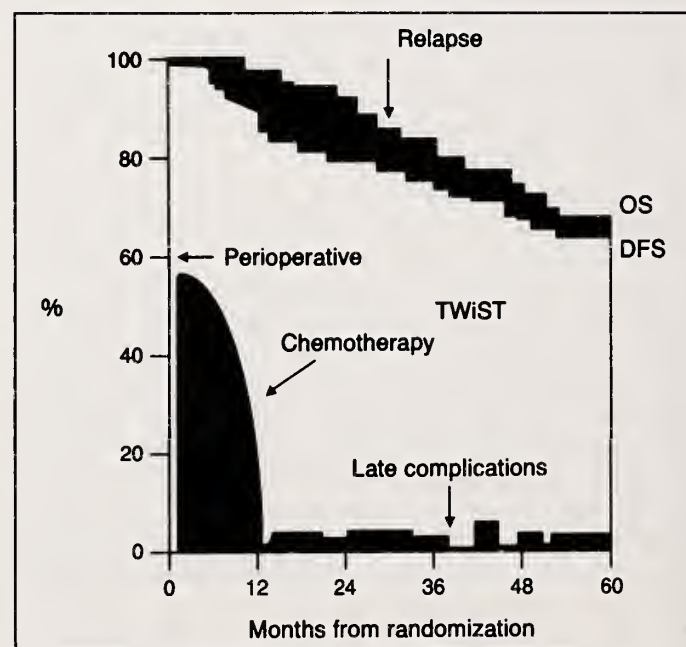 Relapse
100
80
OS
DFS
60
Perioperative
%
TWiST
Chemotherapy
40
20
Late complications
0
0 12 24 36 48 60
Months from randomization